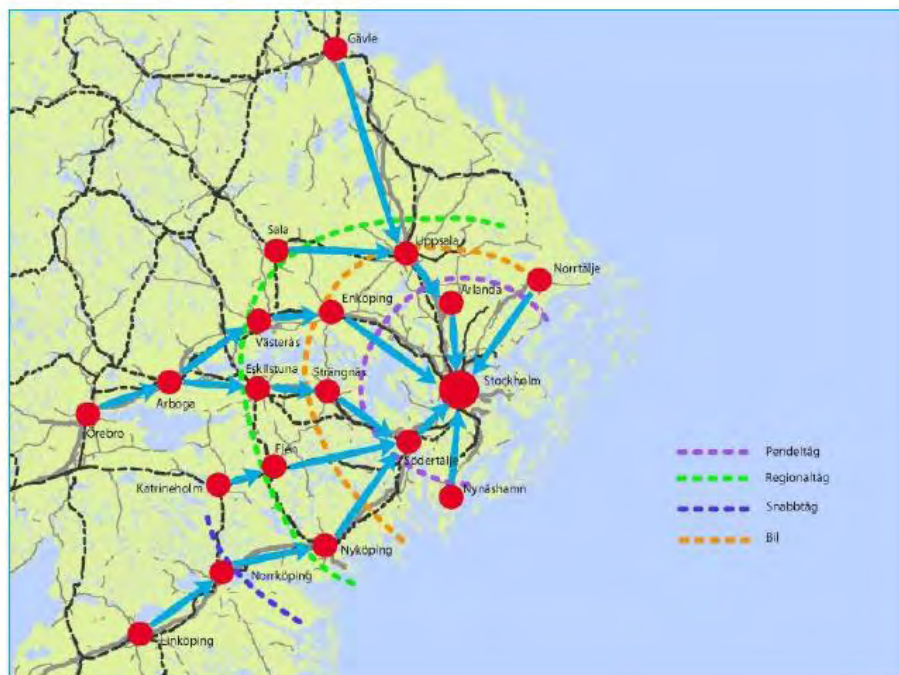 Gävle
Sala
Uppsala
Norrtälje
Arlanda
Enköping
Västerås
Eskilstuna
Strängnäs
Stockholm
Arboga
Örebro
Södertälje
Flen
Katrineholm
Nynäshamn
Nyköping
Norrköping
Linköping
Pendeltåg
Regionaltåg
Snabbtåg
Bil